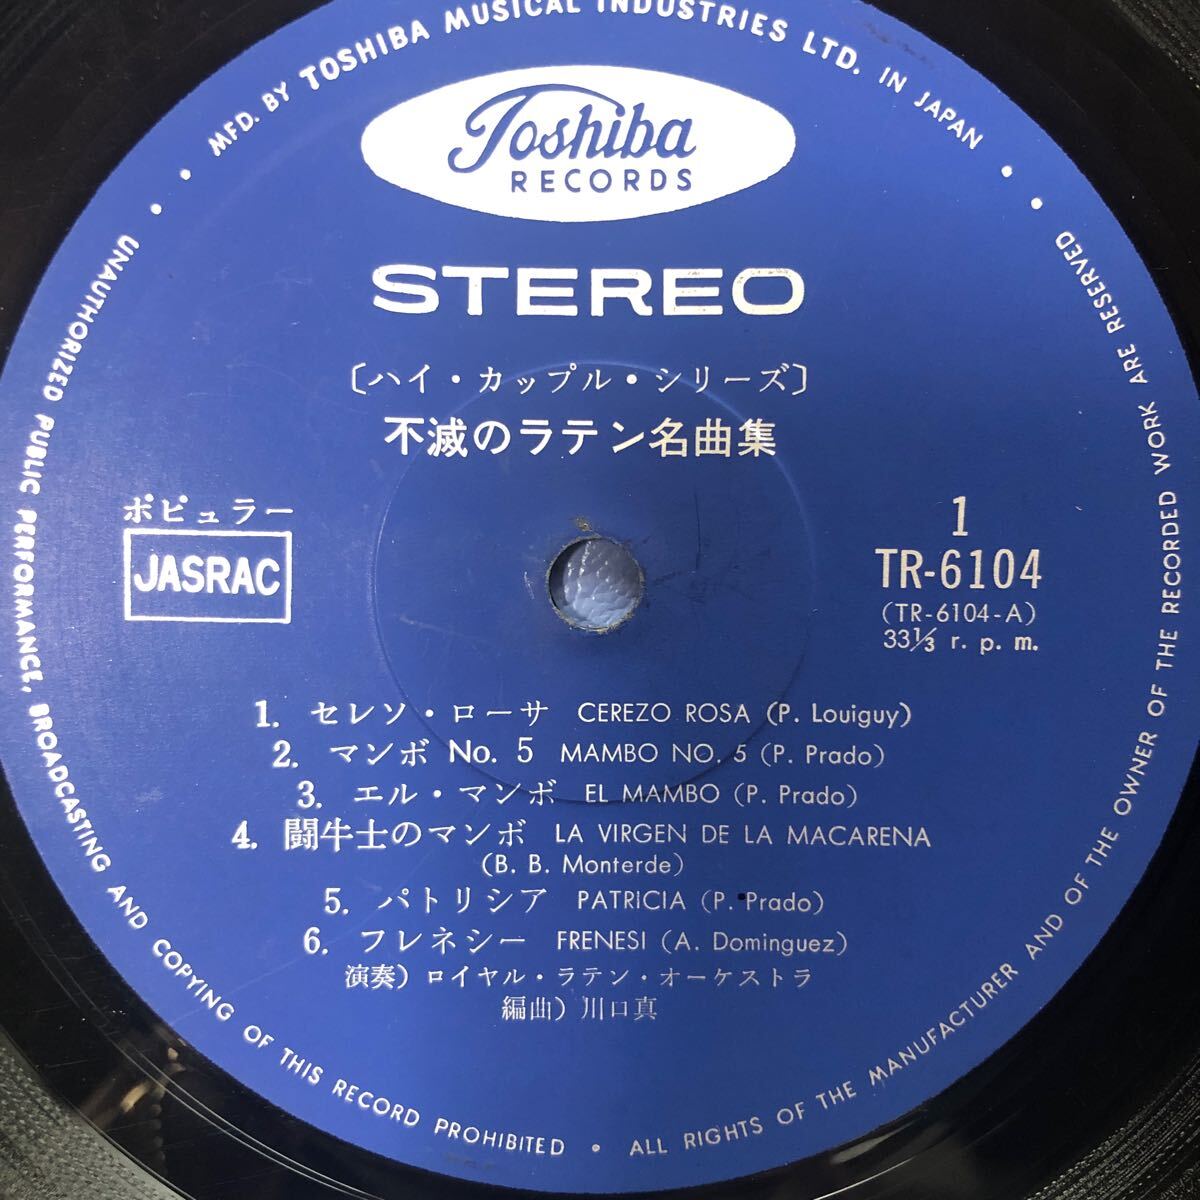 MFD. BY TOSHIBA MUSICAL INDUSTRIES LTD. IN JAPAN
Toshiba
RECORDS
STEREO
〔ハイ・カップル・シリーズ〕
不滅のラテン名曲集
ポピュラー
JASRAC
1
TR-6104
(TR-6104-A)
33⅓ r. p. m.
1. セレソ・ローサ CEREZO ROSA (P. Louiguy)
2. マンボ No. 5 MAMBO NO. 5 (P. Prado)
3. エル・マンボ EL MAMBO (P. Prado)
4. 闘牛士のマンボ LA VIRGEN DE LA MACARENA
(B. B. Monterde)
5. パトリシア PATRICIA (P. Prado)
6. フレネシー FRENESI (A. Dominguez)
演奏) ロイヤル・ラテン・オーケストラ
編曲) 川口真
UNAUTHORIZED PUBLIC PERFORMANCE, BROADCASTING AND COPYING OF THIS RECORD PROHIBITED • ALL RIGHTS OF THE MANUFACTURER AND OF THE OWNER OF THE RECORDED WORK ARE RESERVED